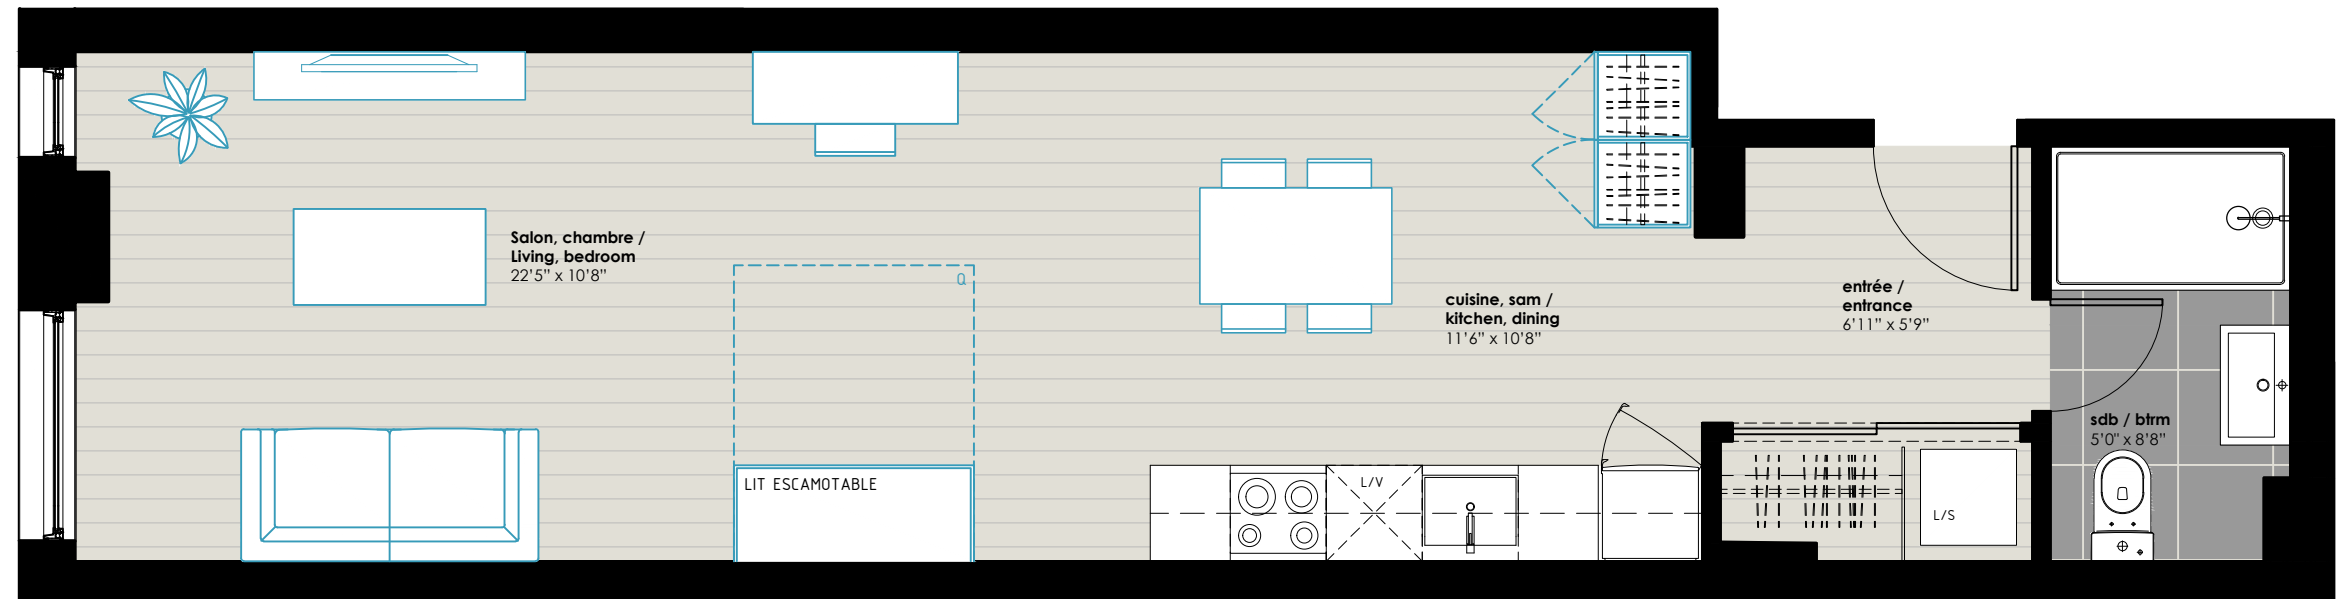 Salon, chambre /
Living, bedroom
22'5" x 10'8"
Q
LIT ESCAMOTABLE
cuisine, sam /
kitchen, dining
11'6" x 10'8"
L/V
entrée /
entrance
6'11" x 5'9"
L/S
sdb / btrm
5'0" x 8'8"